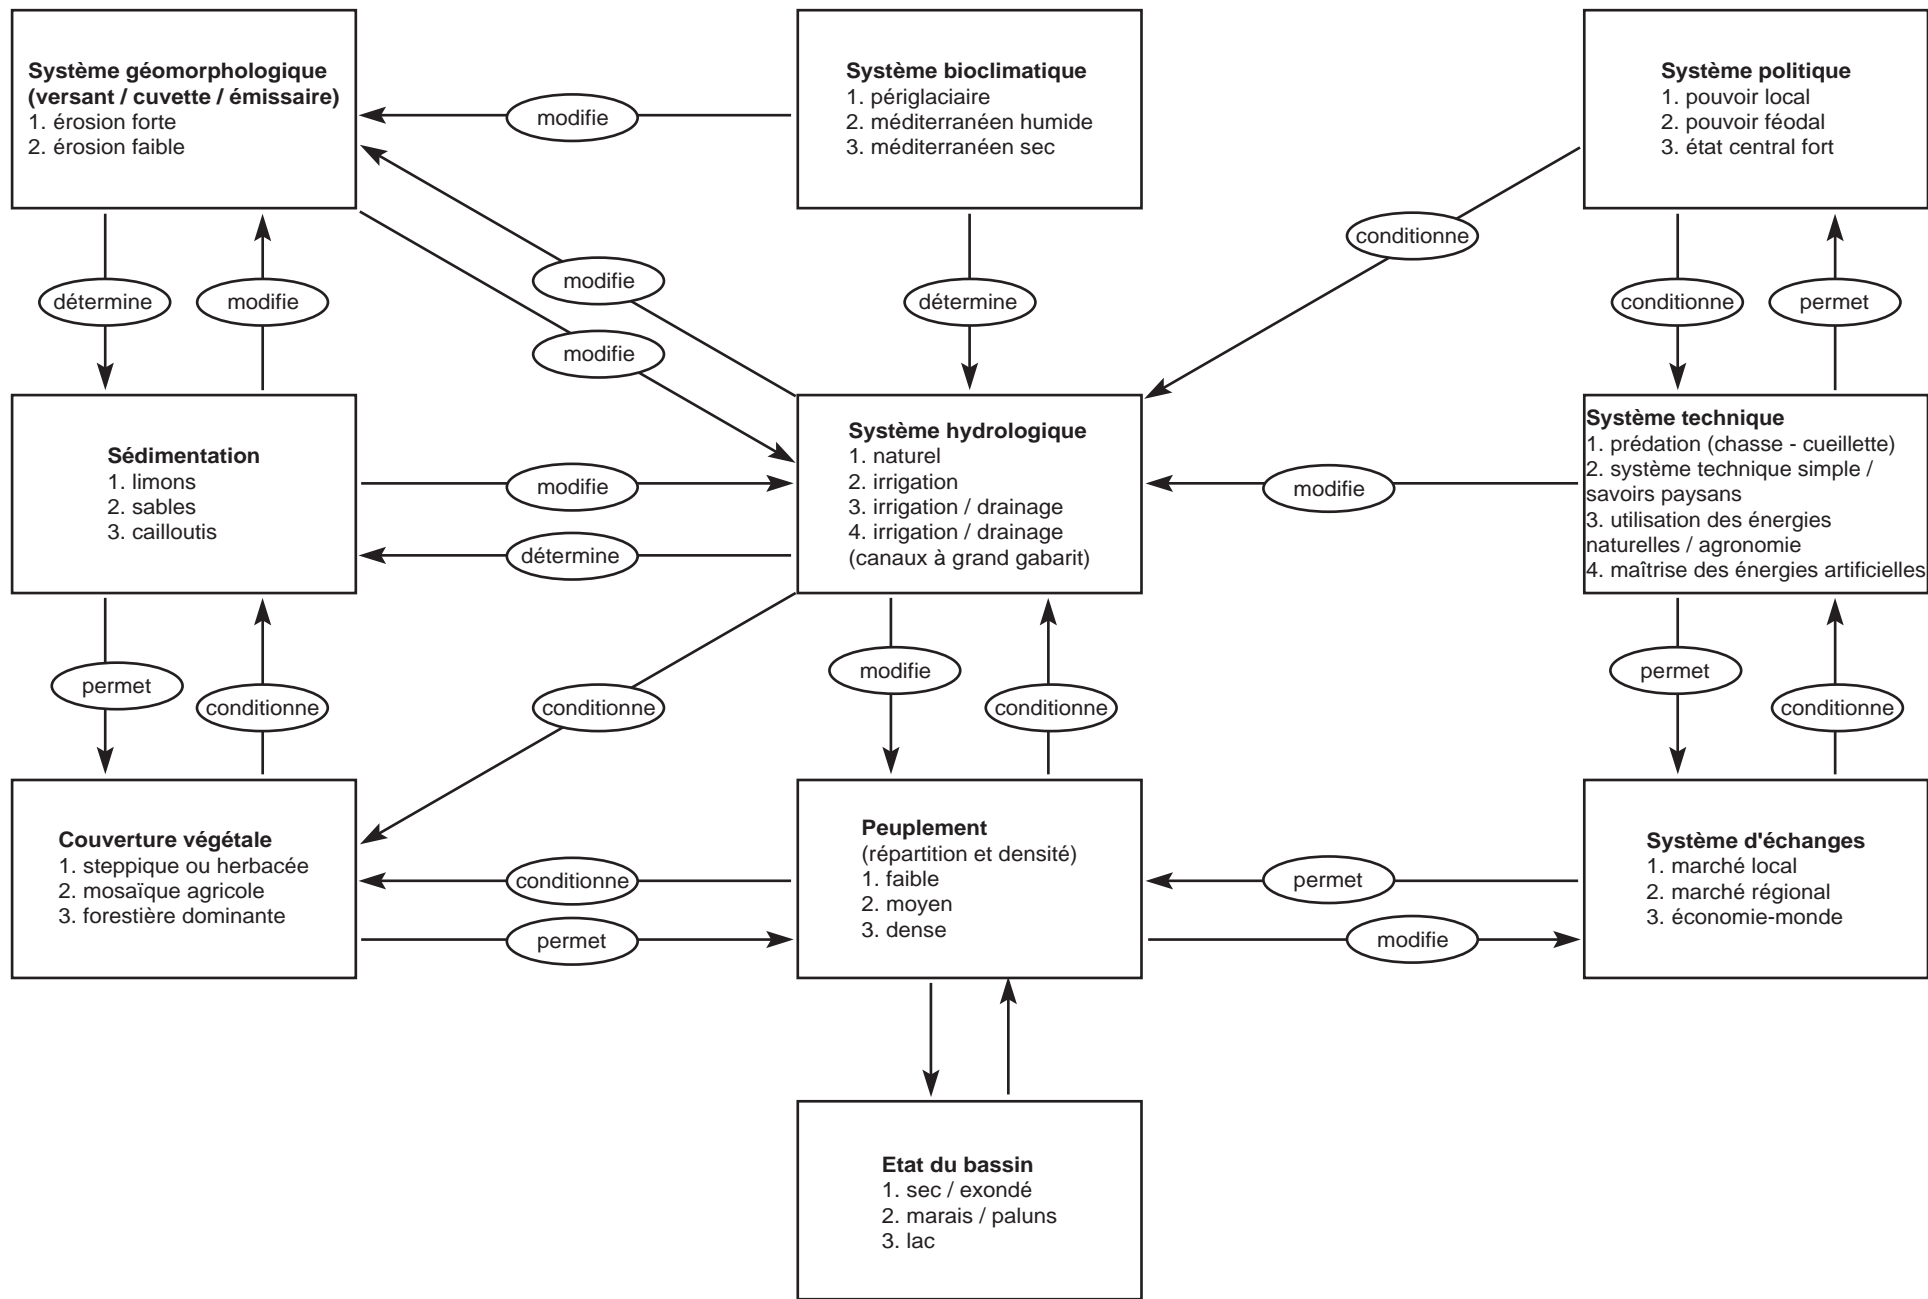 Système géomorphologique
(versant / cuvette / émissaire)
1. érosion forte
2. érosion faible
modifie
Système bioclimatique
1. périglaciaire
2. méditerranéen humide
3. méditerranéen sec
Système politique
1. pouvoir local
2. pouvoir féodal
3. état central fort
conditionne
détermine
modifie
modifie
modifie
détermine
conditionne
permet
Sédimentation
1. limons
2. sables
3. cailloutis
modifie
détermine
Système hydrologique
1. naturel
2. irrigation
3. irrigation / drainage
4. irrigation / drainage
(canaux à grand gabarit)
modifie
Système technique
1. prédation (chasse - cueillette)
2. système technique simple /
savoirs paysans
3. utilisation des énergies
naturelles / agronomie
4. maîtrise des énergies artificielles
permet
conditionne
conditionne
modifie
conditionne
permet
conditionne
Couverture végétale
1. steppique ou herbacée
2. mosaïque agricole
3. forestière dominante
conditionne
permet
Peuplement
(répartition et densité)
1. faible
2. moyen
3. dense
permet
modifie
Système d'échanges
1. marché local
2. marché régional
3. économie-monde
Etat du bassin
1. sec / exondé
2. marais / paluns
3. lac